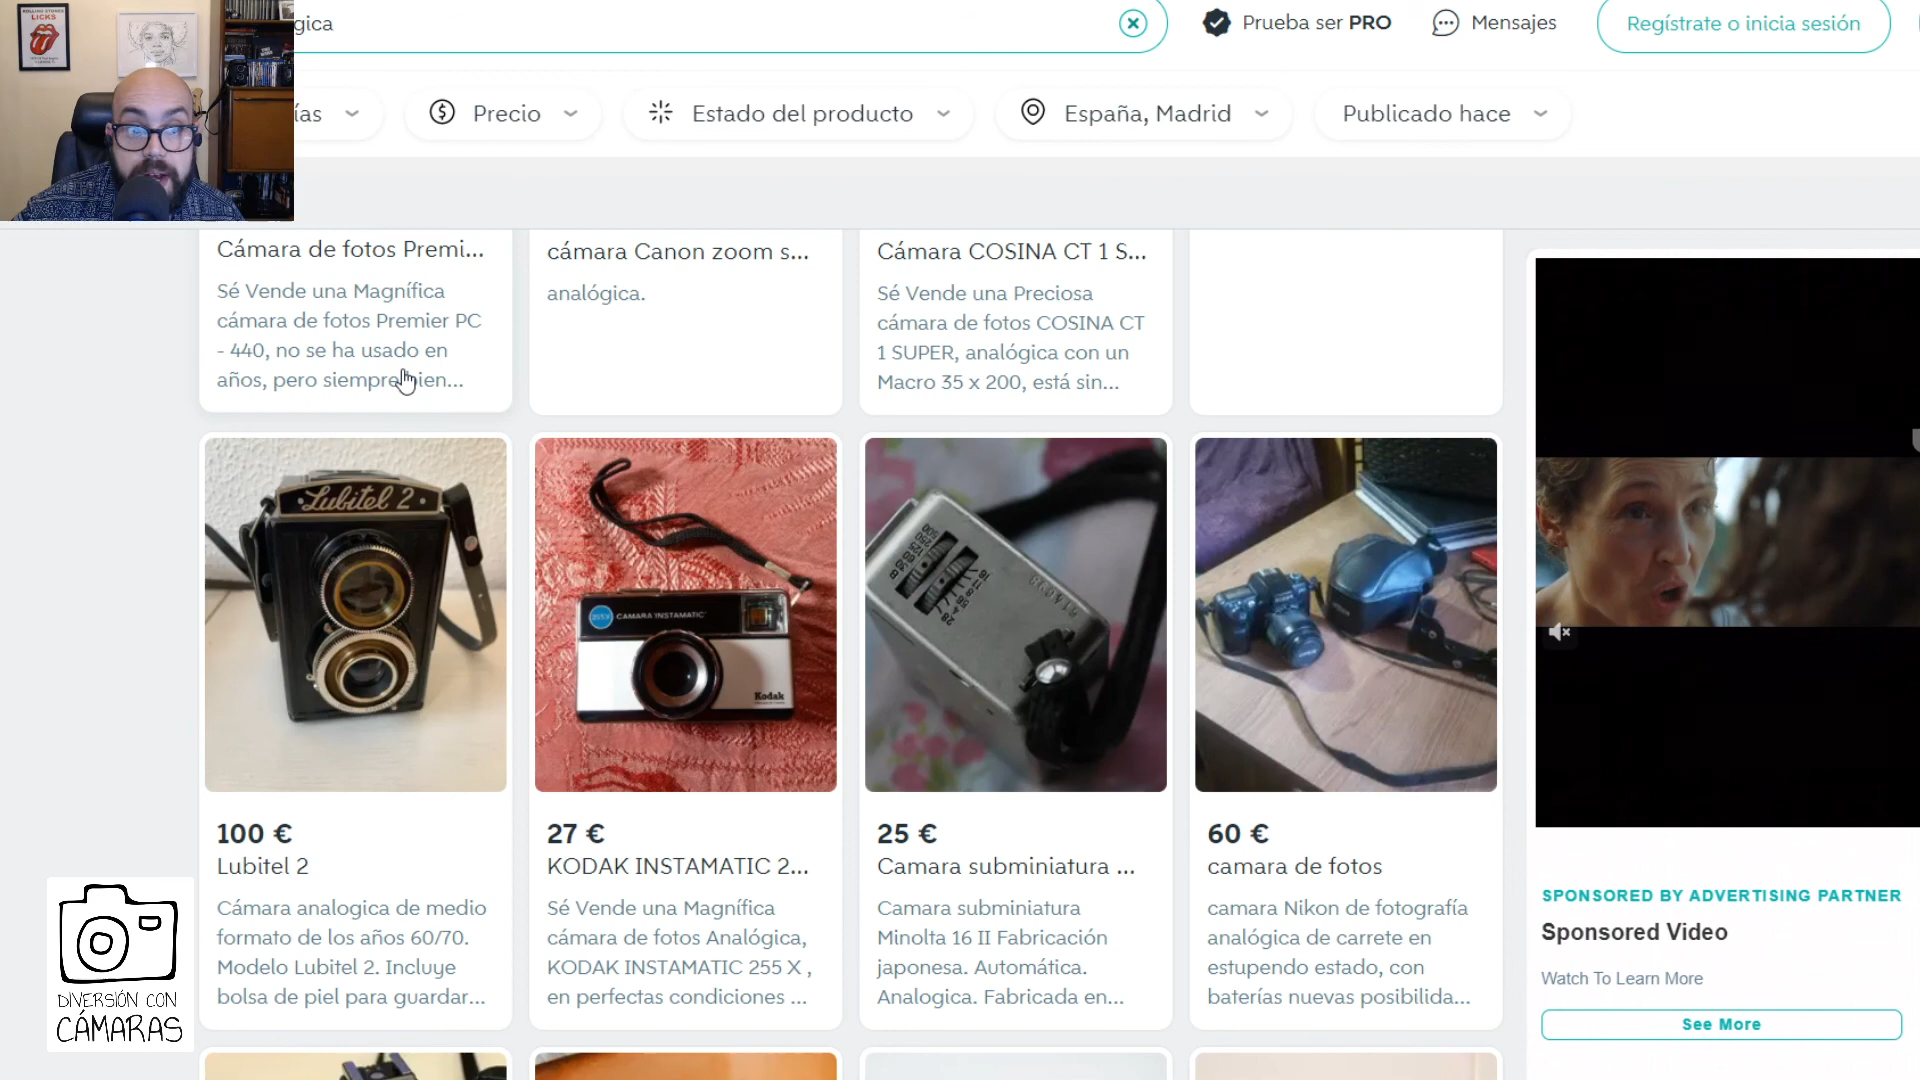 ROLLING STONES
LICKS
gica
Prueba ser PRO
Mensajes
Regístrate o inicia sesión
ías
Precio
Estado del producto
España, Madrid
Publicado hace
Cámara de fotos Premi...
Sé Vende una Magnífica
cámara de fotos Premier PC
- 440, no se ha usado en
años, pero siempre bien...
cámara Canon zoom s...
analógica.
Cámara COSINA CT 1 S...
Sé Vende una Preciosa
cámara de fotos COSINA CT
1 SUPER, analógica con un
Macro 35 x 200, está sin...
Lubitel 2
255X
CAMARA 'INSTAMATIC'
Kodak
100 €
Lubitel 2
Cámara analogica de medio
formato de los años 60/70.
Modelo Lubitel 2. Incluye
bolsa de piel para guardar...
27 €
KODAK INSTAMATIC 2...
Sé Vende una Magnífica
cámara de fotos Analógica,
KODAK INSTAMATIC 255 X ,
en perfectas condiciones ...
25 €
Camara subminiatura ...
Camara subminiatura
Minolta 16 II Fabricación
japonesa. Automática.
Analogica. Fabricada en...
60 €
camara de fotos
camara Nikon de fotografía
analógica de carrete en
estupendo estado, con
baterías nuevas posibilida...
SPONSORED BY ADVERTISING PARTNER
Sponsored Video
Watch To Learn More
See More
DIVERSIÓN CON
CÁMARAS